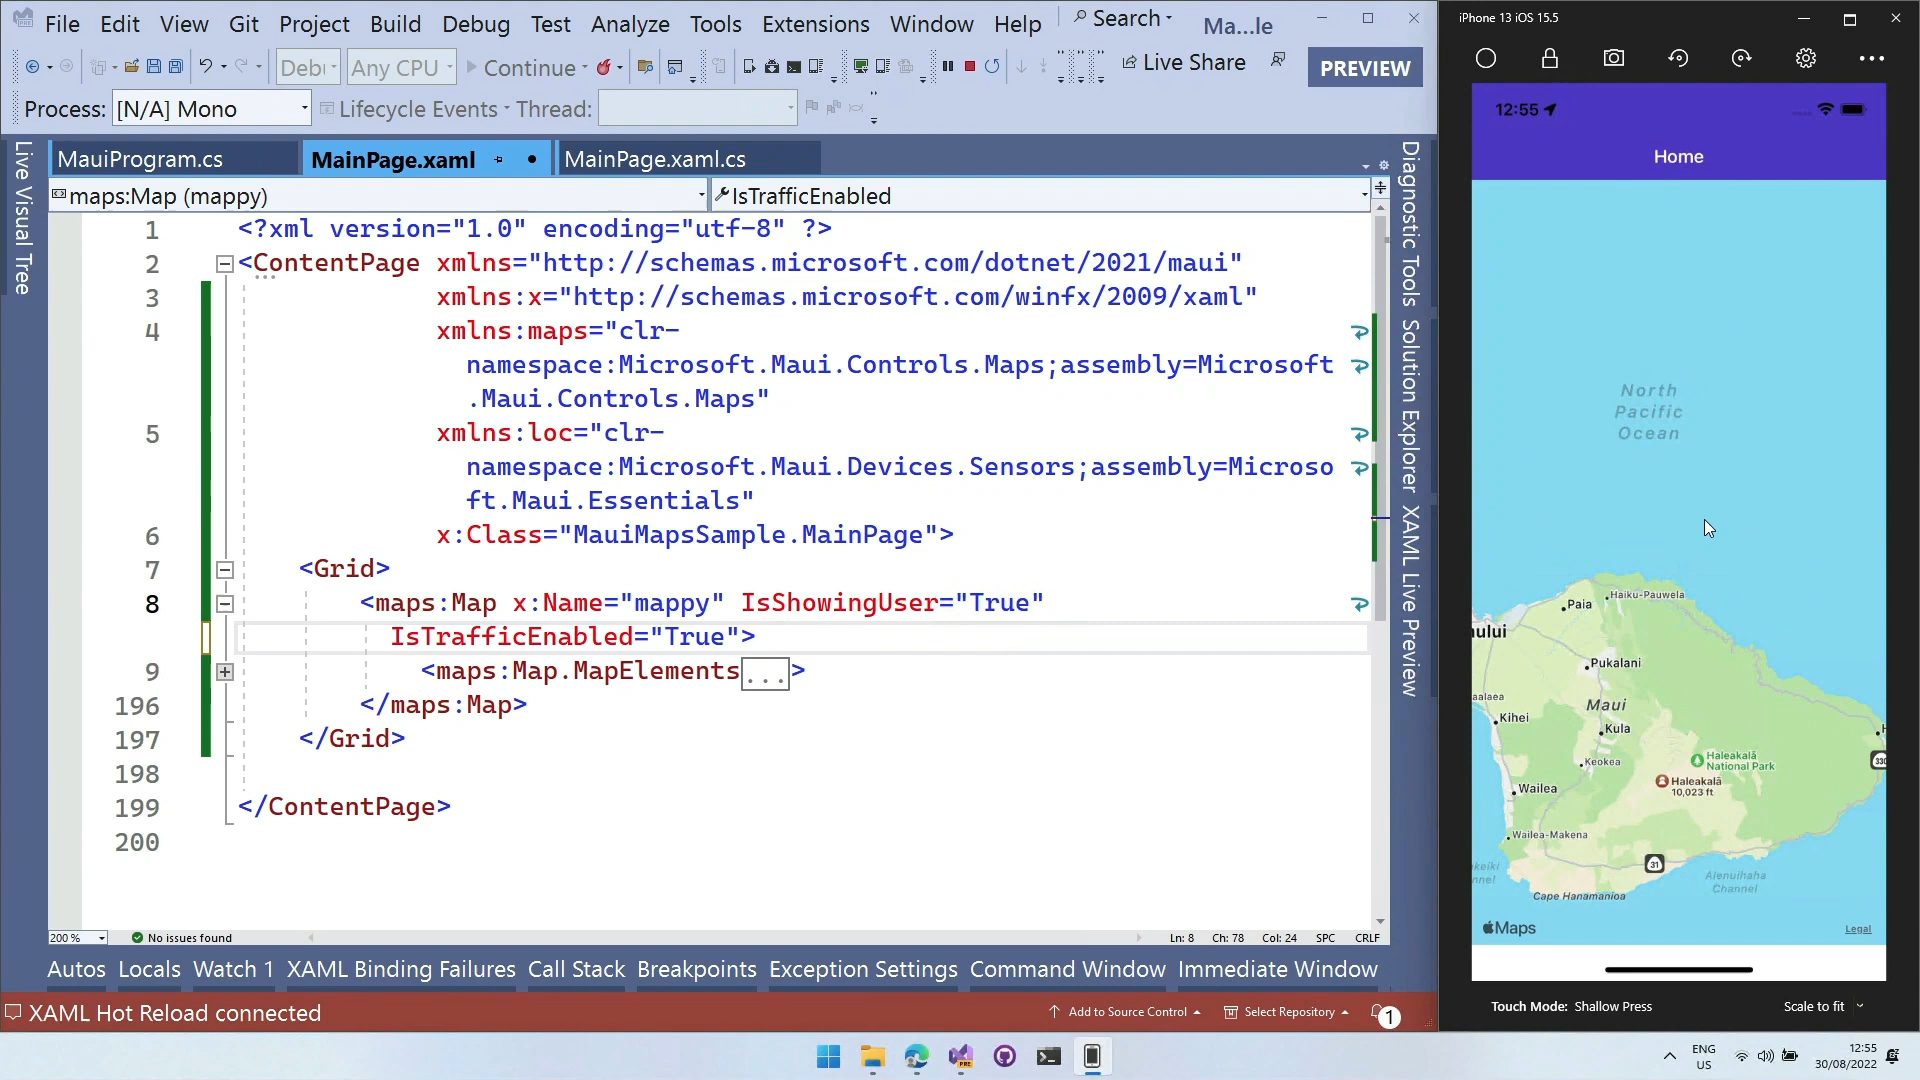 File Edit View Git Project Build Debug Test Analyze Tools Extensions Window Help Search Ma...le
Debu Any CPU Continue Live Share PREVIEW
Process: [N/A] Mono Lifecycle Events Thread:
Live Visual Tree
MauiProgram.cs MainPage.xaml MainPage.xaml.cs
maps:Map (mappy) IsTrafficEnabled
1 <?xml version="1.0" encoding="utf-8" ?>
2 <ContentPage xmlns="http://schemas.microsoft.com/dotnet/2021/maui"
3 xmlns:x="http://schemas.microsoft.com/winfx/2009/xaml"
4 xmlns:maps="clr-
namespace:Microsoft.Maui.Controls.Maps;assembly=Microsoft
.Maui.Controls.Maps"
5 xmlns:loc="clr-
namespace:Microsoft.Maui.Devices.Sensors;assembly=Microso
ft.Maui.Essentials"
6 x:Class="MauiMapsSample.MainPage">
7 <Grid>
8 <maps:Map x:Name="mappy" IsShowingUser="True"
IsTrafficEnabled="True">
9 <maps:Map.MapElements...>
196 </maps:Map>
197 </Grid>
198
199 </ContentPage>
200
200 % No issues found Ln: 8 Ch: 78 Col: 24 SPC CRLF
Autos Locals Watch 1 XAML Binding Failures Call Stack Breakpoints Exception Settings Command Window Immediate Window
XAML Hot Reload connected Add to Source Control Select Repository 1
Diagnostic Tools
Solution Explorer
XAML Live Preview
iPhone 13 iOS 15.5
12:55
Home
North
Pacific
Ocean
Haiku-Pauwela
Paia
hului
Pukalani
aalaea
Maui
Kihei
Kula
H
Haleakalā
National Park
330
Keokea
Haleakalā
10,023 ft
Wailea
Wailea-Makena
31
keiki
nnel
Alenuihaha
Channel
Cape Hanamanioa
Maps Legal
Touch Mode: Shallow Press Scale to fit
PRE
ENG
US
12:55
30/08/2022